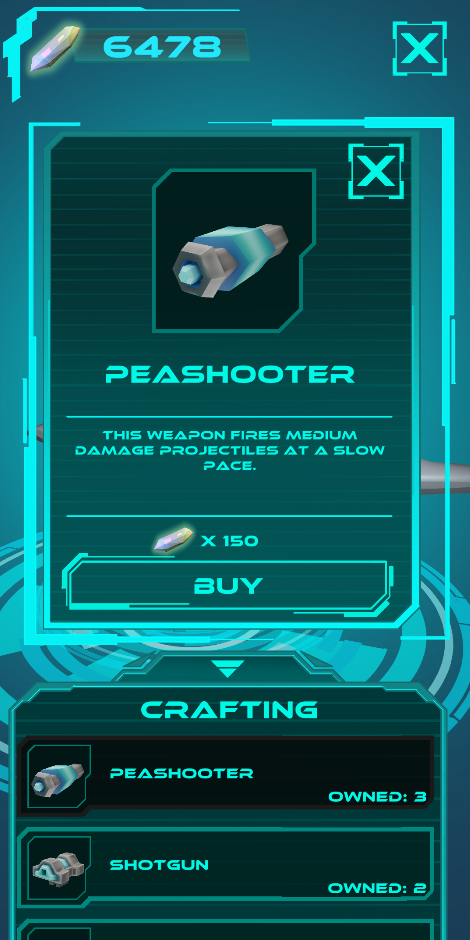 6478
X
X
PEASHOOTER
THIS WEAPON FIRES MEDIUM
DAMAGE PROJECTILES AT A SLOW
PACE.
X 150
BUY
CRAFTING
PEASHOOTER
OWNED: 3
SHOTGUN
OWNED: 2